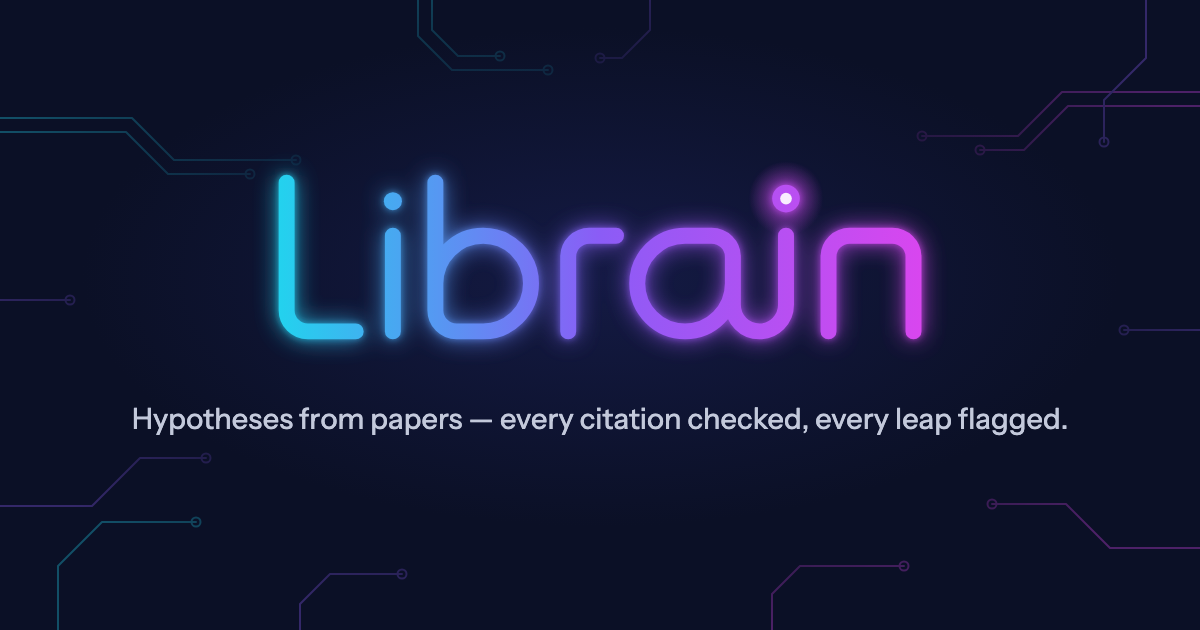 Librain
Hypotheses from papers — every citation checked, every leap flagged.